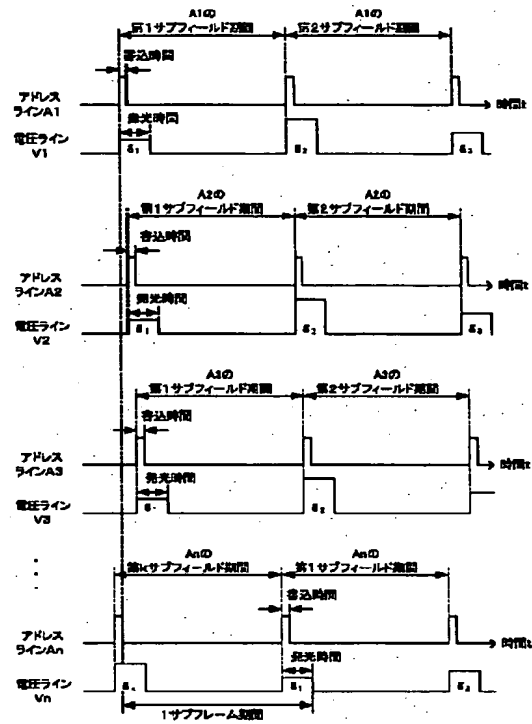 A1の
第1サブフィールド期間
A1の
第2サブフィールド期間
書込時間
アドレス
ラインA1
時間t
発光時間
電圧ライン
V1
g₁
g₂
g₃
A2の
第1サブフィールド期間
A2の
第2サブフィールド期間
書込時間
アドレス
ラインA2
時間t
発光時間
電圧ライン
V2
g₁
g₂
g₃
A3の
第1サブフィールド期間
A3の
第2サブフィールド期間
書込時間
アドレス
ラインA3
時間t
発光時間
電圧ライン
V3
g₂
Anの
第kサブフィールド期間
Anの
第1サブフィールド期間
書込時間
アドレス
ラインAn
時間t
発光時間
電圧ライン
Vn
g₁
g₂
1サブフレーム期間